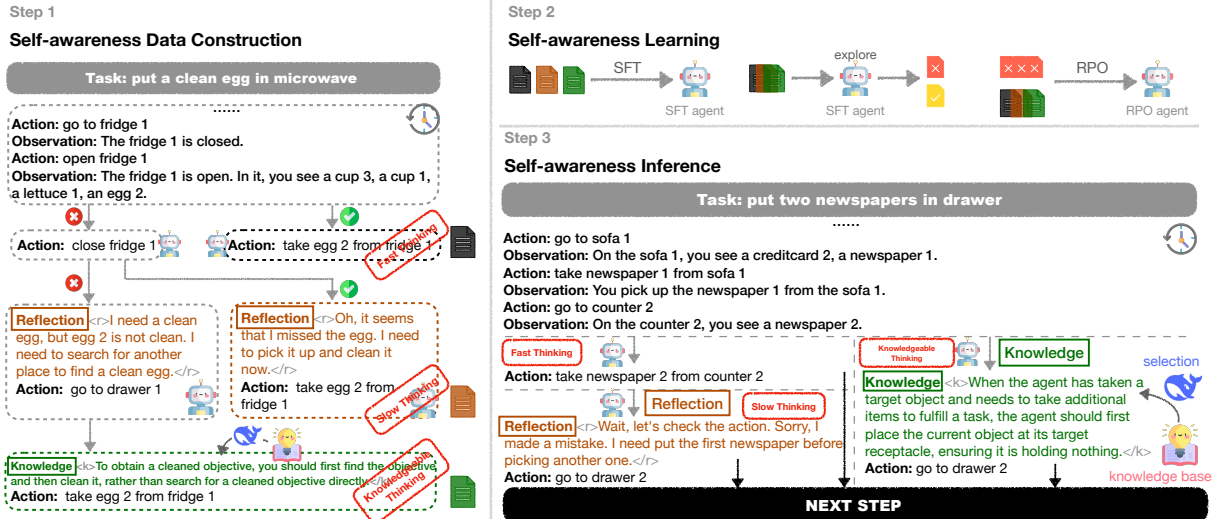 Step 1
Self-awareness Data Construction
Task: put a clean egg in microwave
......
Action: go to fridge 1
Observation: The fridge 1 is closed.
Action: open fridge 1
Observation: The fridge 1 is open. In it, you see a cup 3, a cup 1,
a lettuce 1, an egg 2.
Action: close fridge 1
Action: take egg 2 from fridge 1
Fast Thinking
Reflection <r>I need a clean
egg, but egg 2 is not clean. I
need to search for another
place to find a clean egg.</r>
Action: go to drawer 1
Reflection <r>Oh, it seems
that I missed the egg. I need
to pick it up and clean it
now.</r>
Action: take egg 2 from
fridge 1
Slow Thinking
Knowledge <k>To obtain a cleaned objective, you should first find the objective
and then clean it, rather than search for a cleaned objective directly.</k>
Action: take egg 2 from fridge 1
Knowledgeable
Thinking
Step 2
Self-awareness Learning
SFT
SFT agent
explore
SFT agent
RPO
RPO agent
Step 3
Self-awareness Inference
Task: put two newspapers in drawer
......
Action: go to sofa 1
Observation: On the sofa 1, you see a creditcard 2, a newspaper 1.
Action: take newspaper 1 from sofa 1
Observation: You pick up the newspaper 1 from the sofa 1.
Action: go to counter 2
Observation: On the counter 2, you see a newspaper 2.
Fast Thinking
Action: take newspaper 2 from counter 2
Reflection
Slow Thinking
Reflection <r>Wait, let's check the action. Sorry, I
made a mistake. I need put the first newspaper before
picking another one.</r>
Action: go to drawer 2
Knowledgeable
Thinking
Knowledge
selection
Knowledge <k>When the agent has taken a
target object and needs to take additional
items to fulfill a task, the agent should first
place the current object at its target
receptacle, ensuring it is holding nothing.</k>
Action: go to drawer 2
knowledge base
NEXT STEP